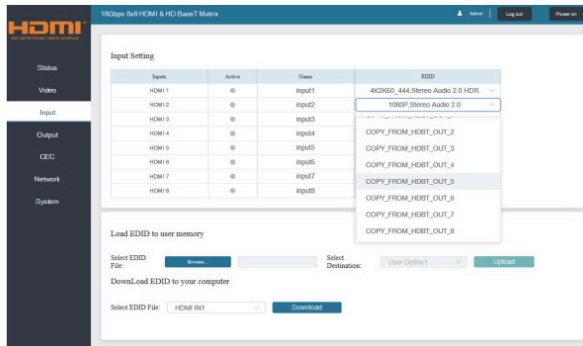 18Gbps 8x8 HDMI & HD BaseT Matrix
Admin
Log out
Power on
HDMI
Status
Video
Input
Output
CEC
Network
System
Input Setting
Inputs Active Name EDID
HDMI 1 input1 4K2K60_444,Stereo Audio 2.0 HDR
HDMI 2 input2 1080P,Stereo Audio 2.0
HDMI 3 input3
HDMI 4 input4
HDMI 5 input5
HDMI 6 input6
HDMI 7 input7
HDMI 8 input8
COPY_FROM_HDBT_OUT_2
COPY_FROM_HDBT_OUT_3
COPY_FROM_HDBT_OUT_4
COPY_FROM_HDBT_OUT_5
COPY_FROM_HDBT_OUT_6
COPY_FROM_HDBT_OUT_7
COPY_FROM_HDBT_OUT_8
Load EDID to user memory
Select EDID File: Browse... Select Destination: User Define1 Upload
DownLoad EDID to your computer
Select EDID File: HDMI IN1 Download